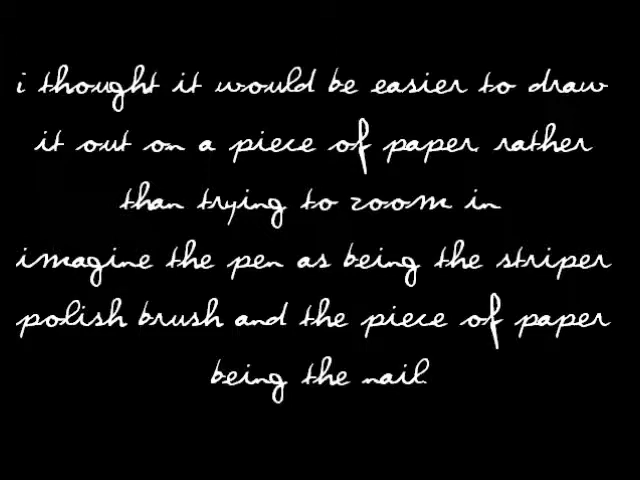 i thought it would be easier to draw
it out on a piece of paper, rather
than trying to zoom in
imagine the pen as being the striper
polish brush and the piece of paper
being the nail.